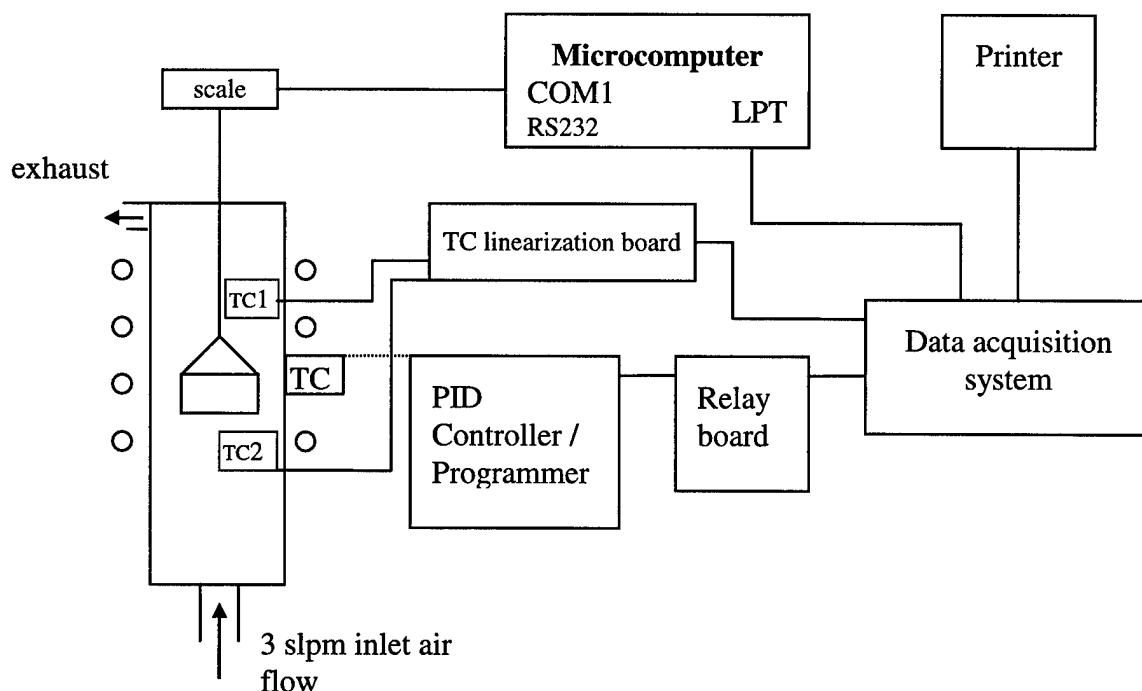 Microcomputer
COM1
RS232
LPT
Printer
scale
exhaust
TC linearization board
TC1
TC
PID
Controller /
Programmer
Relay
board
Data acquisition
system
TC2
3 slpm inlet air
flow